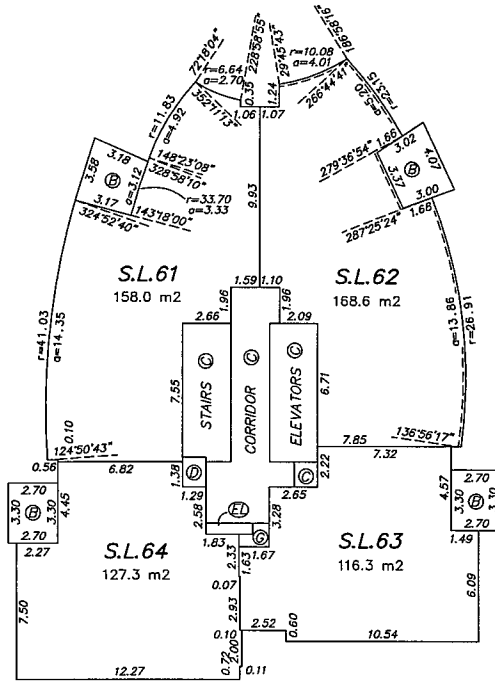 186°58'16"
228°58'55"
29°45'43"
r=10.08
a=4.01
72°18'04"
r=6.64
a=2.70
266°44'41"
r=23.15
a=5.20
0.35
1.24
1.06
1.07
r=11.83
a=4.92
279°36'54"
1.66
3.02
4.07
3.18
148°23'08"
328°58'10"
3.58
B
a=3.12
r=33.70
a=3.33
3.37
B
3.00
3.17
143°18'00"
324°52'40"
287°25'24"
1.68
9.93
S.L.61
158.0 m2
S.L.62
168.6 m2
1.59
1.10
1.96
1.96
2.66
2.09
r=41.03
a=14.35
a=13.86
r=26.91
7.55
STAIRS C
CORRIDOR C
ELEVATORS C
6.71
0.10
124°50'43"
136°56'17"
7.85
7.32
0.56
6.82
1.38
D
C
2.22
2.70
4.45
1.29
2.65
4.57
2.70
3.30
B
3.30
2.58
EL
3.28
3.30
B
3.30
2.70
2.27
1.83
G
2.70
1.49
S.L.64
127.3 m2
2.33
1.63
1.67
S.L.63
116.3 m2
0.07
7.50
2.93
6.09
2.52
0.60
0.10
10.54
2.00
0.72
12.27
0.11